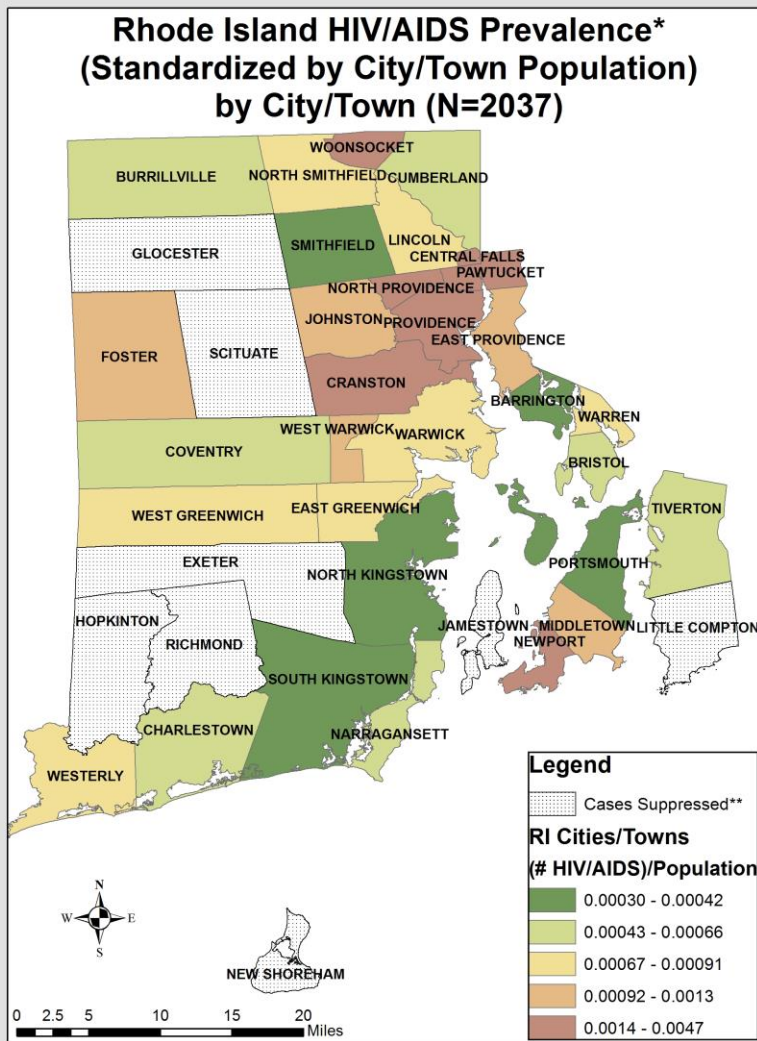 Rhode Island HIV/AIDS Prevalence*
(Standardized by City/Town Population)
by City/Town (N=2037)
WOONSOCKET
BURRILLVILLE
NORTH SMITHFIELD
CUMBERLAND
GLOCESTER
SMITHFIELD
LINCOLN
CENTRAL FALLS
PAWTUCKET
NORTH PROVIDENCE
JOHNSTON
PROVIDENCE
EAST PROVIDENCE
FOSTER
SCITUATE
CRANSTON
BARRINGTON
WARREN
WEST WARWICK
WARWICK
COVENTRY
BRISTOL
TIVERTON
WEST GREENWICH
EAST GREENWICH
EXETER
PORTSMOUTH
NORTH KINGSTOWN
HOPKINTON
RICHMOND
JAMESTOWN
MIDDLETOWN
LITTLE COMPTON
NEWPORT
SOUTH KINGSTOWN
CHARLESTOWN
NARRAGANSETT
WESTERLY
NEW SHOREHAM
N
W
E
S
0 2.5 5 10 15 20
Miles
Legend
Cases Suppressed**
RI Cities/Towns
(# HIV/AIDS)/Population
0.00030 - 0.00042
0.00043 - 0.00066
0.00067 - 0.00091
0.00092 - 0.0013
0.0014 - 0.0047